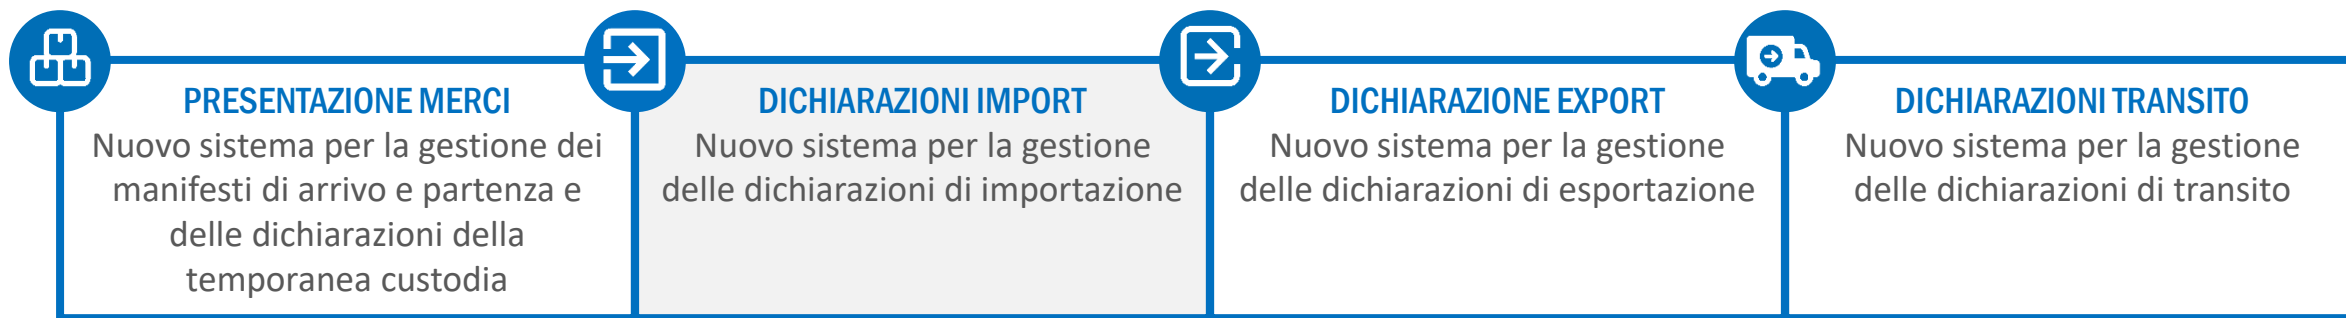 PRESENTAZIONE MERCI
Nuovo sistema per la gestione dei
manifesti di arrivo e partenza e
delle dichiarazioni della
temporanea custodia
DICHIARAZIONI IMPORT
Nuovo sistema per la gestione
delle dichiarazioni di importazione
DICHIARAZIONE EXPORT
Nuovo sistema per la gestione
delle dichiarazioni di esportazione
DICHIARAZIONI TRANSITO
Nuovo sistema per la gestione
delle dichiarazioni di transito